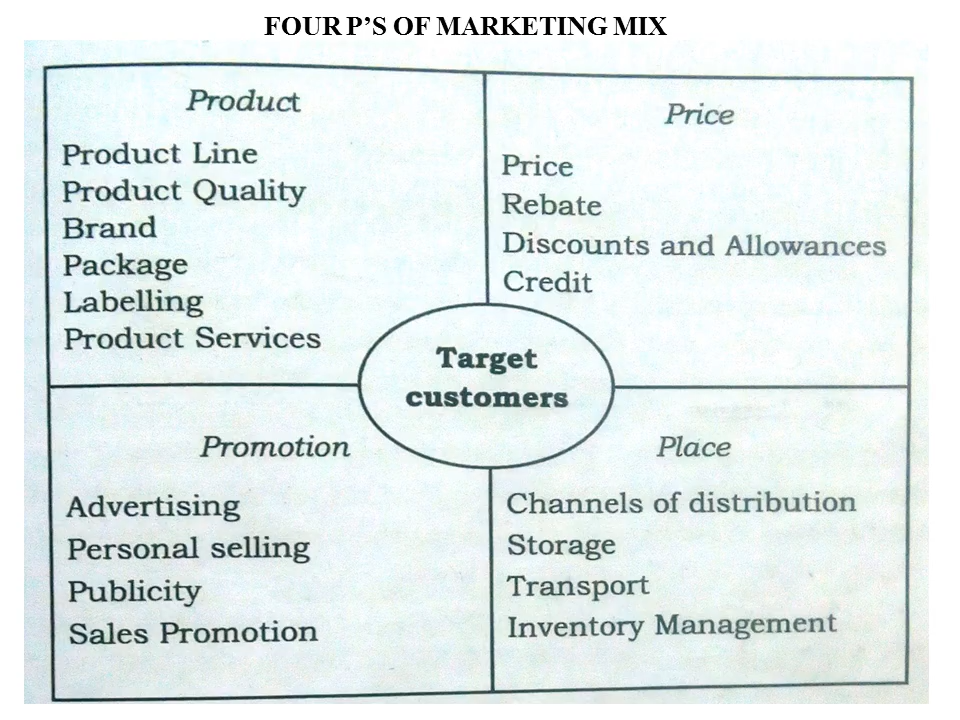 FOUR P'S OF MARKETING MIX
Product
Product Line
Product Quality
Brand
Package
Labelling
Product Services
Price
Price
Rebate
Discounts and Allowances
Credit
Target
customers
Promotion
Advertising
Personal selling
Publicity
Sales Promotion
Place
Channels of distribution
Storage
Transport
Inventory Management